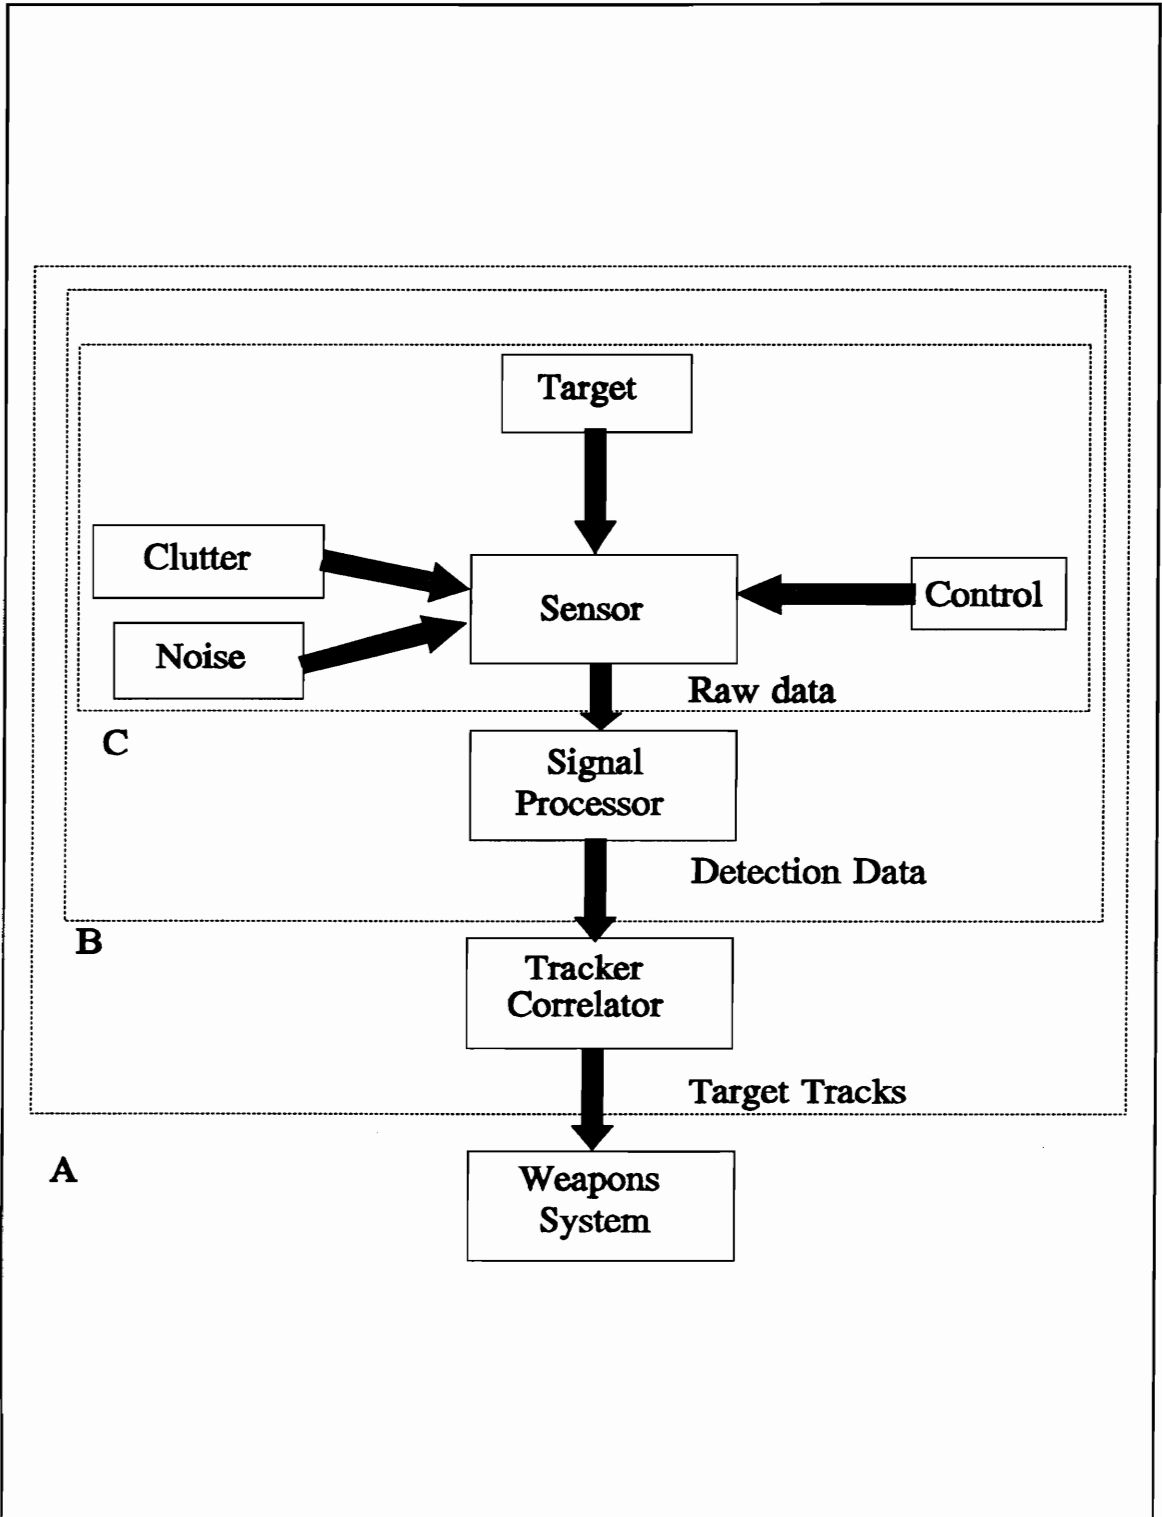 Target
Clutter
Sensor
Control
Noise
Raw data
C
Signal
Processor
Detection Data
B
Tracker
Correlator
Target Tracks
A
Weapons
System